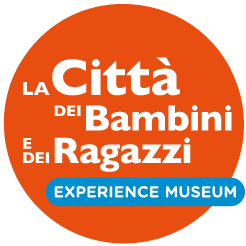 LA Città
DEI Bambini
E DEI Ragazzi
EXPERIENCE MUSEUM